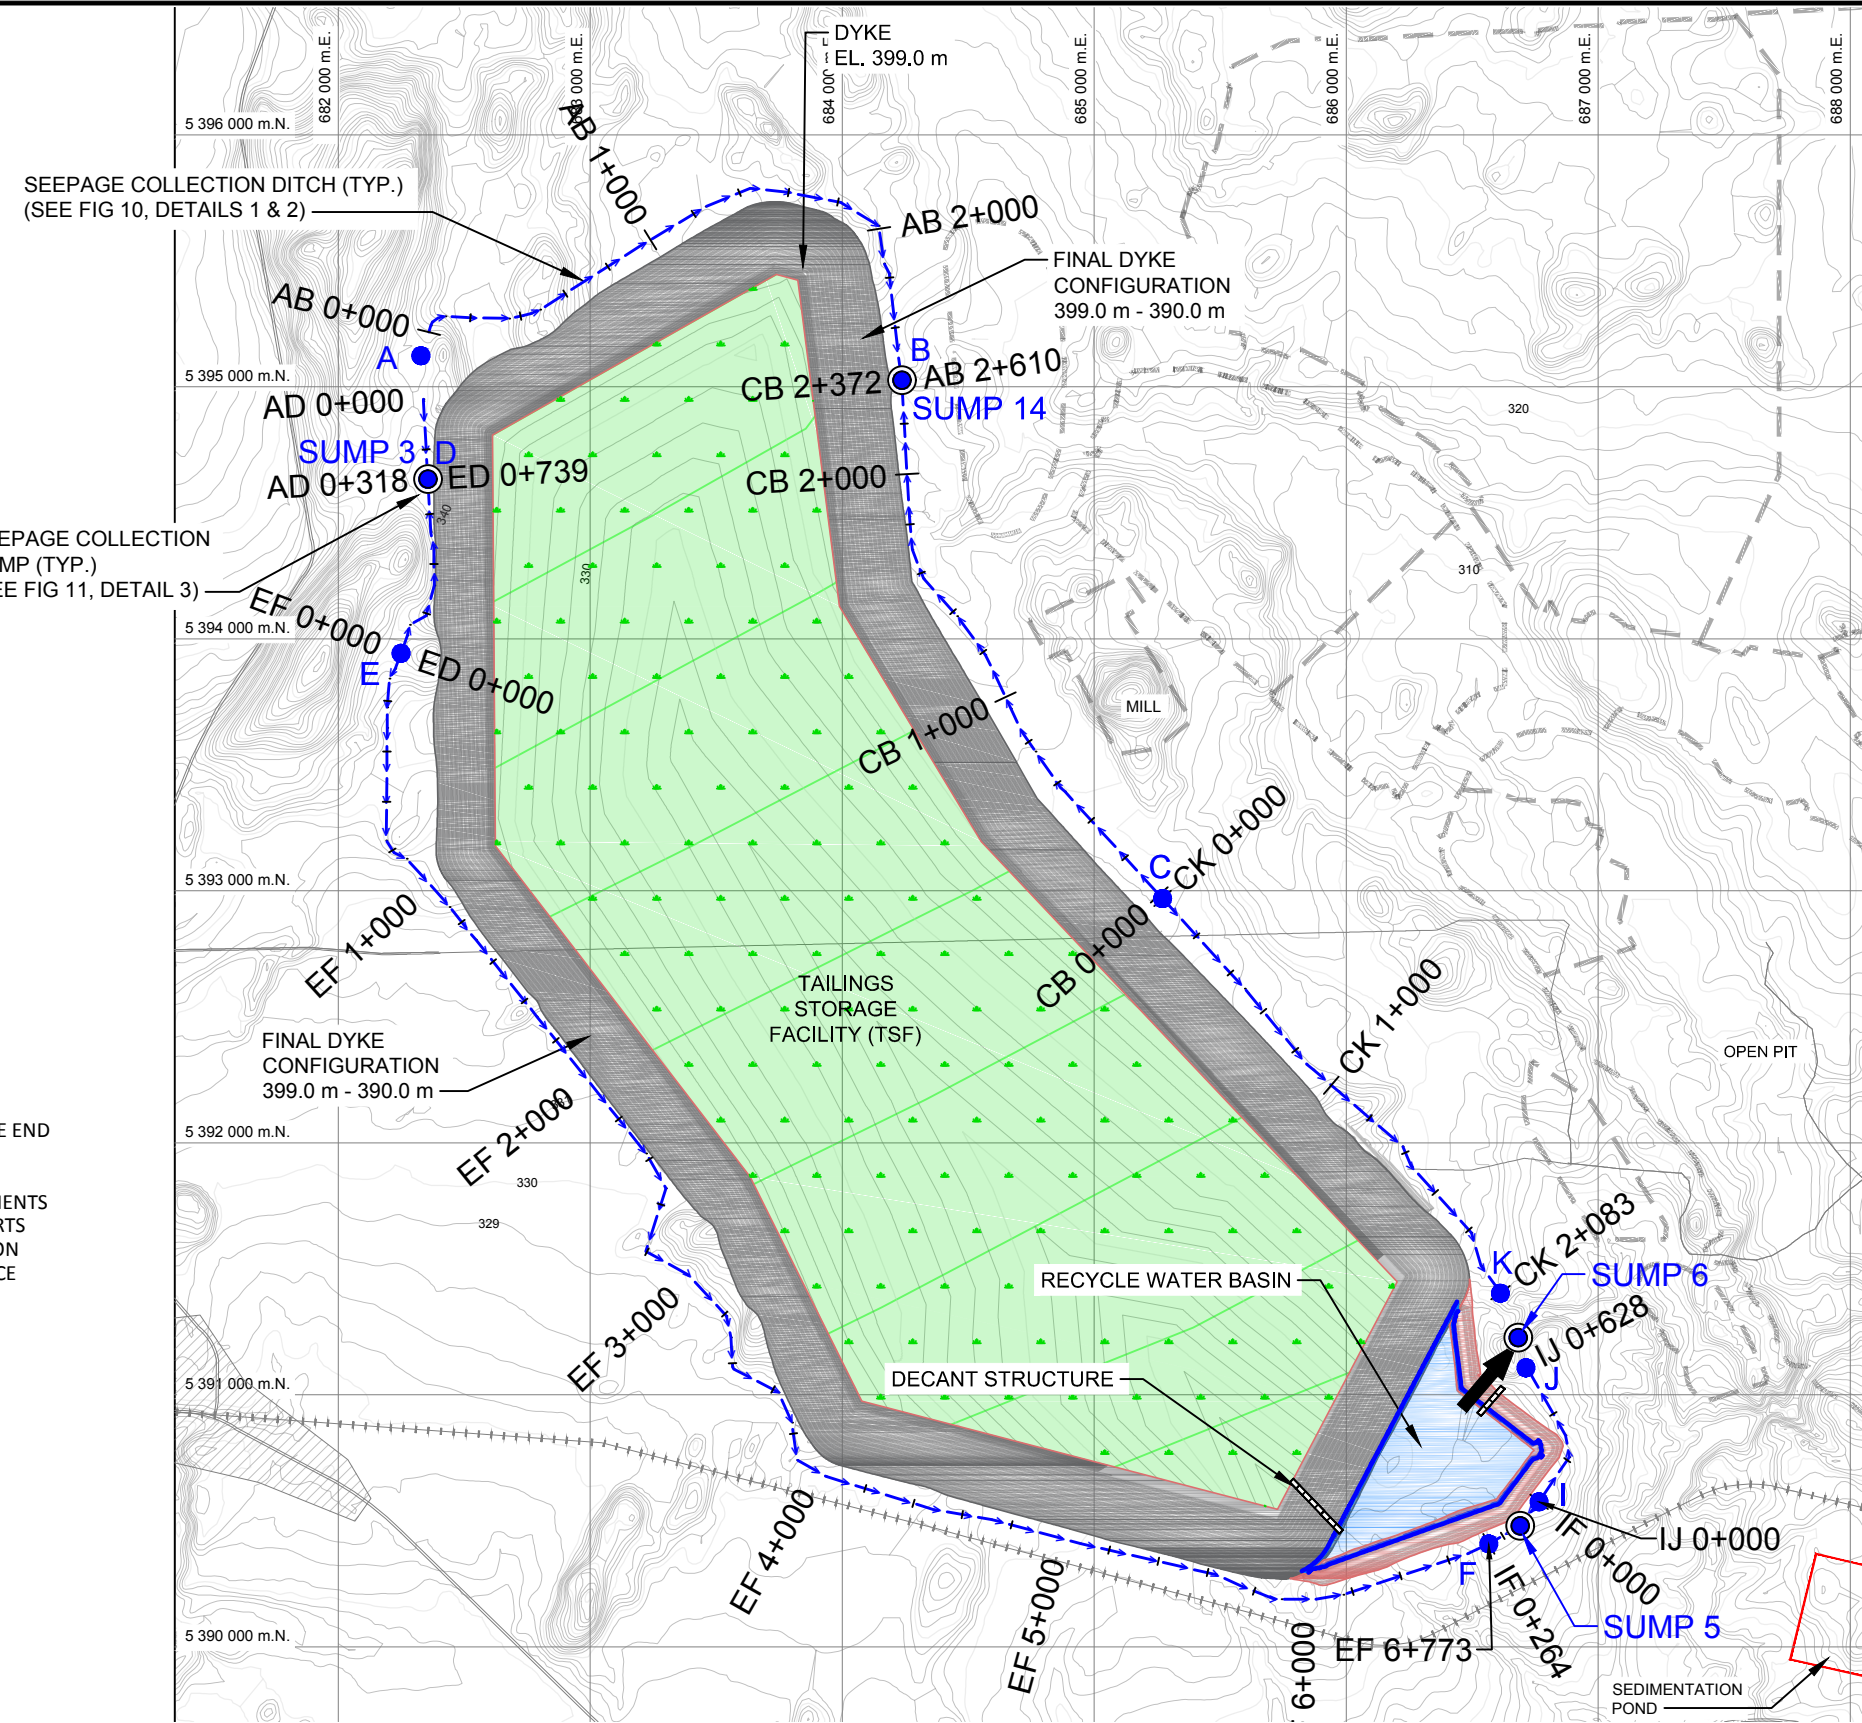 682 000 m.E.
683 000 m.E.
685 000 m.E.
686 000 m.E.
687 000 m.E.
688 000 m.E.
DYKE
EL. 399.0 m
5 396 000 m.N.
AB 1+000
SEEPAGE COLLECTION DITCH (TYP.)
(SEE FIG 10, DETAILS 1 & 2)
AB 2+000
FINAL DYKE
CONFIGURATION
399.0 m - 390.0 m
AB 0+000
A
B
5 395 000 m.N.
CB 2+372
AB 2+610
SUMP 14
AD 0+000
320
SUMP 3
D
AD 0+318
ED 0+739
CB 2+000
340
EPAGE COLLECTION
MP (TYP.)
EE FIG 11, DETAIL 3)
330
310
EF 0+000
5 394 000 m.N.
E
ED 0+000
MILL
CB 1+000
CK 0+000
C
5 393 000 m.N.
EF 1+000
CB 0+000
TAILINGS
STORAGE
FACILITY (TSF)
CK 1+000
FINAL DYKE
CONFIGURATION
399.0 m - 390.0 m
OPEN PIT
331
EF 2+000
E END
5 392 000 m.N.
330
MENTS
RTS
ON
CE
329
K
CK 2+083
RECYCLE WATER BASIN
SUMP 6
EF 3+000
IJ 0+628
J
5 391 000 m.N.
DECANT STRUCTURE
EF 4+000
I
IF 0+000
IJ 0+000
F
EF 5+000
IF 0+264
SUMP 5
5 390 000 m.N.
6+000
EF 6+773
SEDIMENTATION
POND